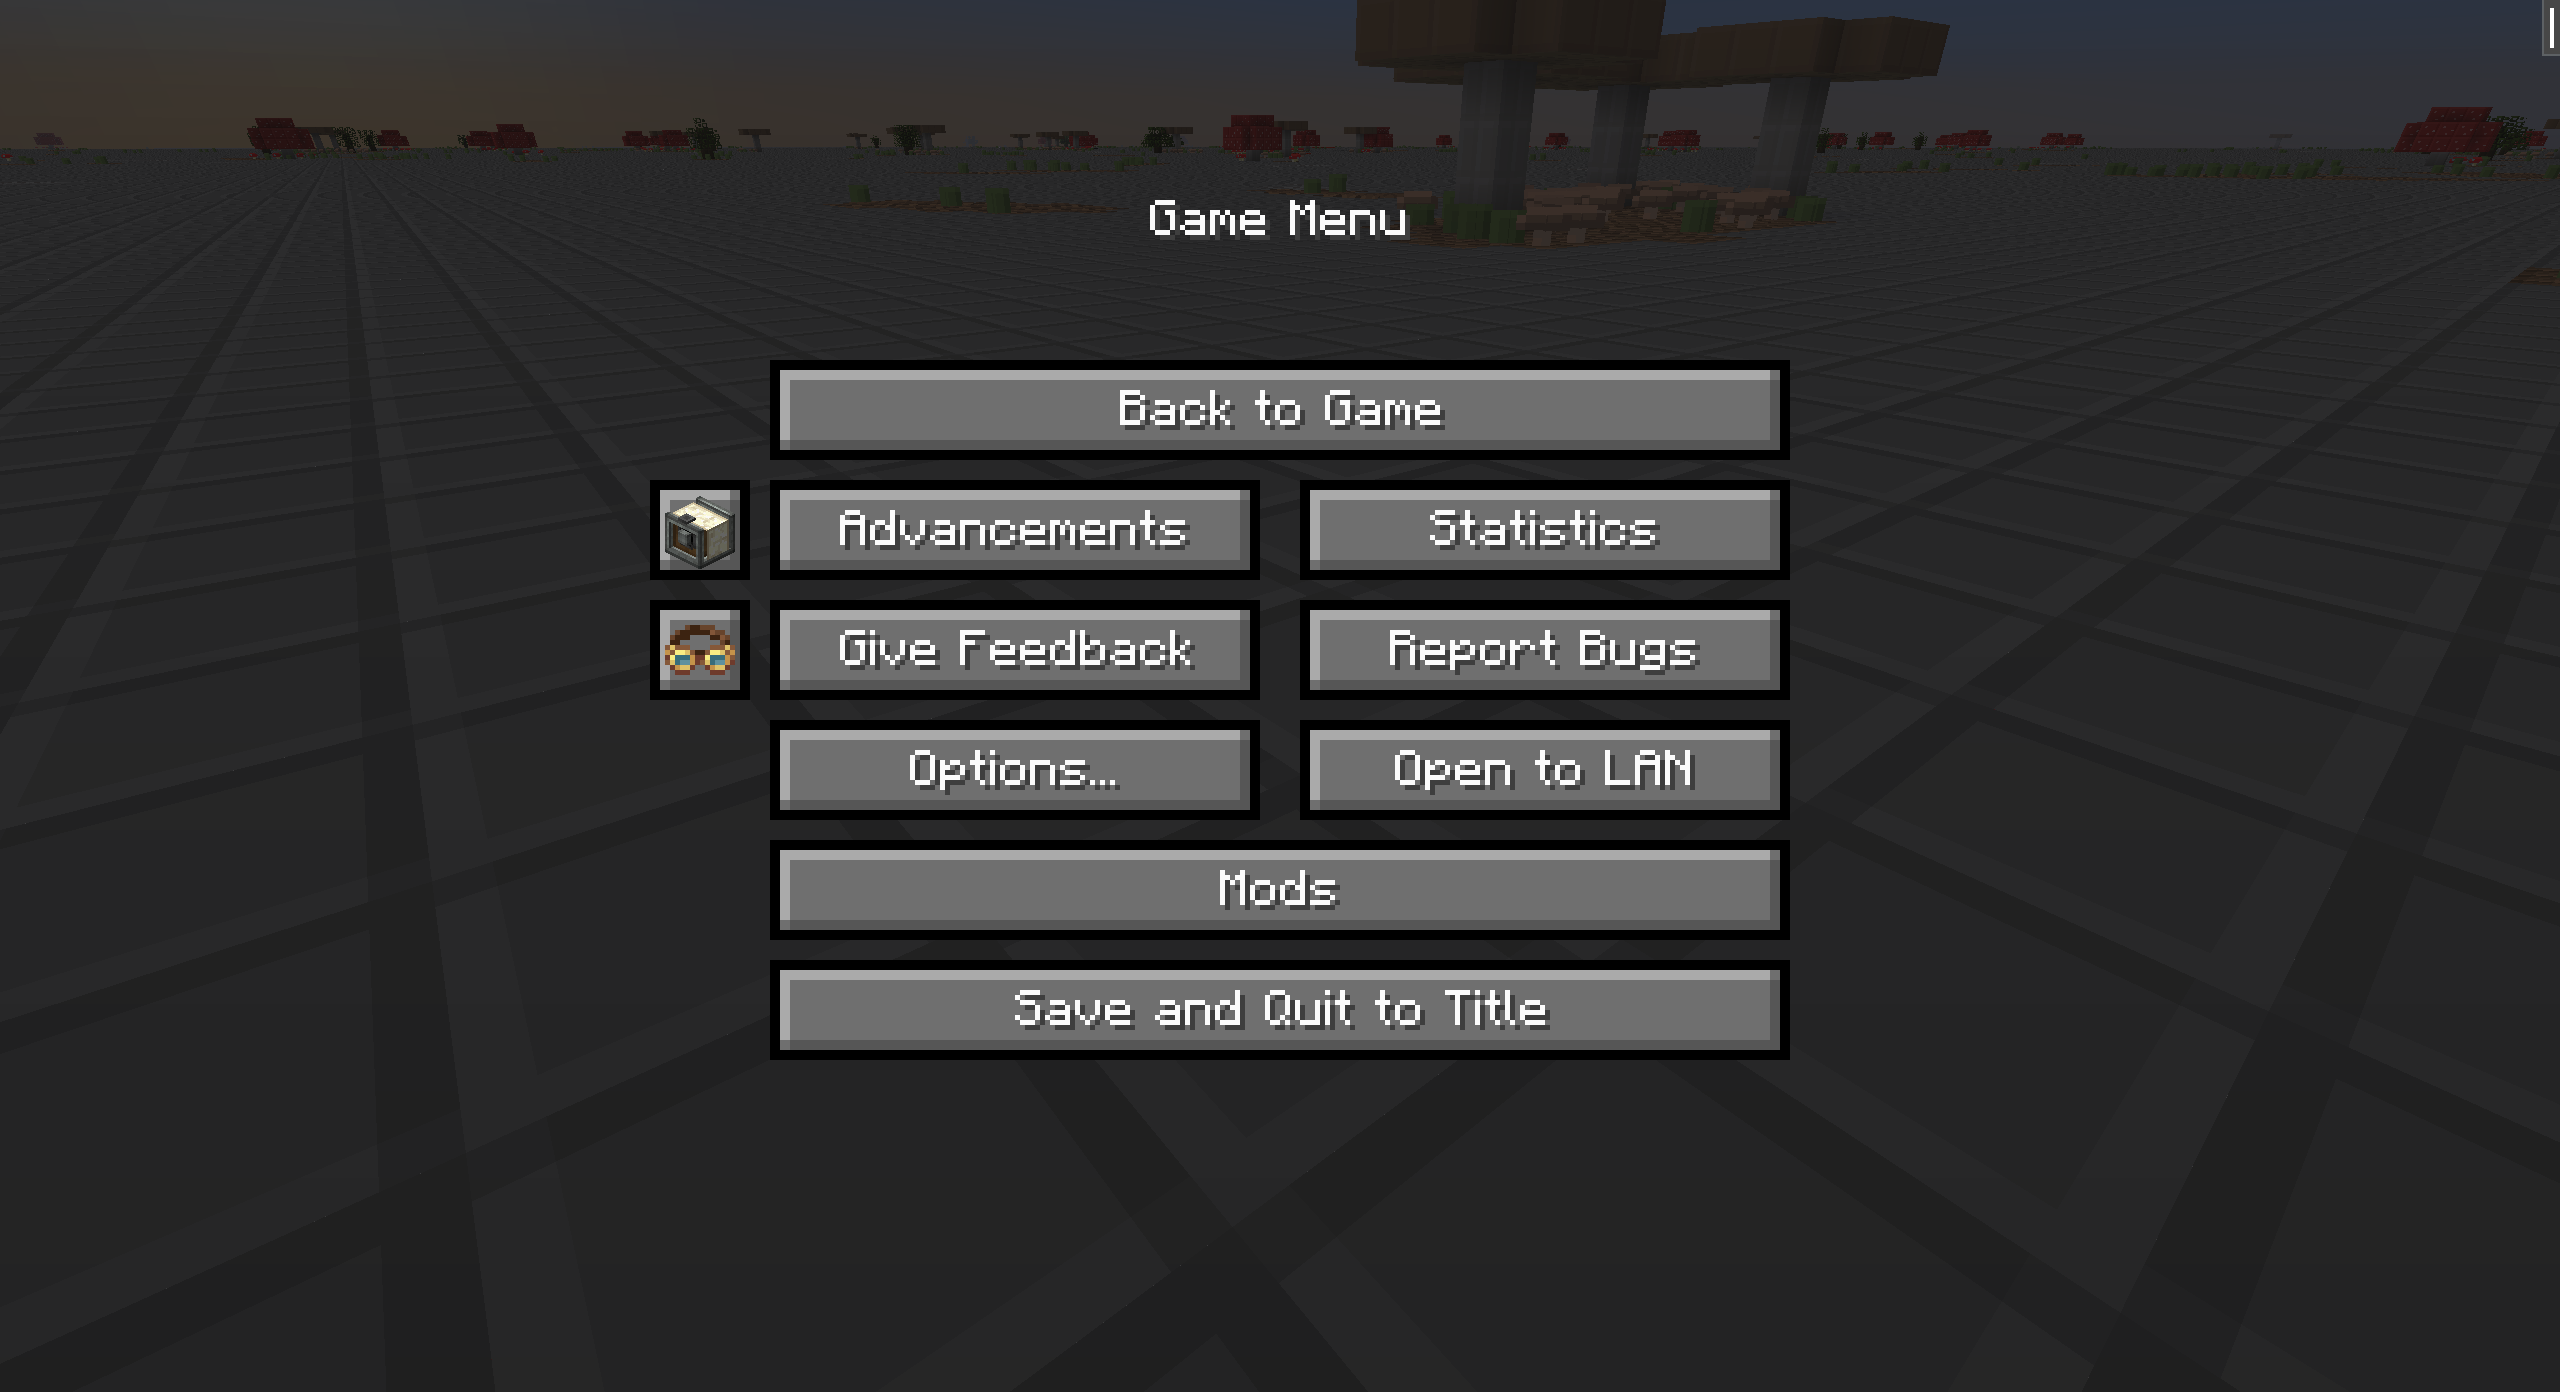 Game Menu
Back to Game
Advancements
Statistics
Give Feedback
Report Bugs
Options...
Open to LAN
Mods
Save and Quit to Title